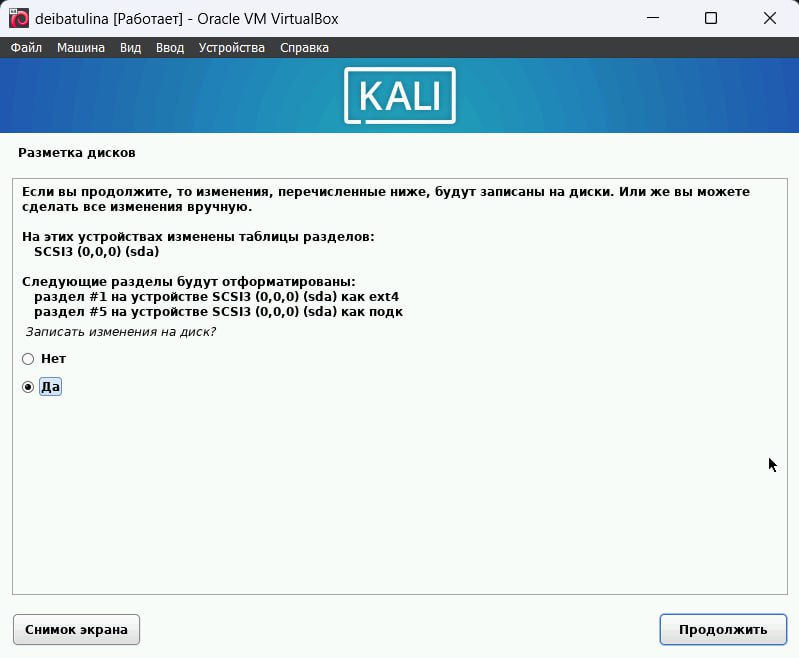 deibatulina [Работает] - Oracle VM VirtualBox
Файл Машина Вид Ввод Устройства Справка
KALI
Разметка дисков
Если вы продолжите, то изменения, перечисленные ниже, будут записаны на диски. Или же вы можете
сделать все изменения вручную.
На этих устройствах изменены таблицы разделов:
SCSI3 (0,0,0) (sda)
Следующие разделы будут отформатированы:
раздел #1 на устройстве SCSI3 (0,0,0) (sda) как ext4
раздел #5 на устройстве SCSI3 (0,0,0) (sda) как подк
Записать изменения на диск?
Нет
Да
Снимок экрана Продолжить